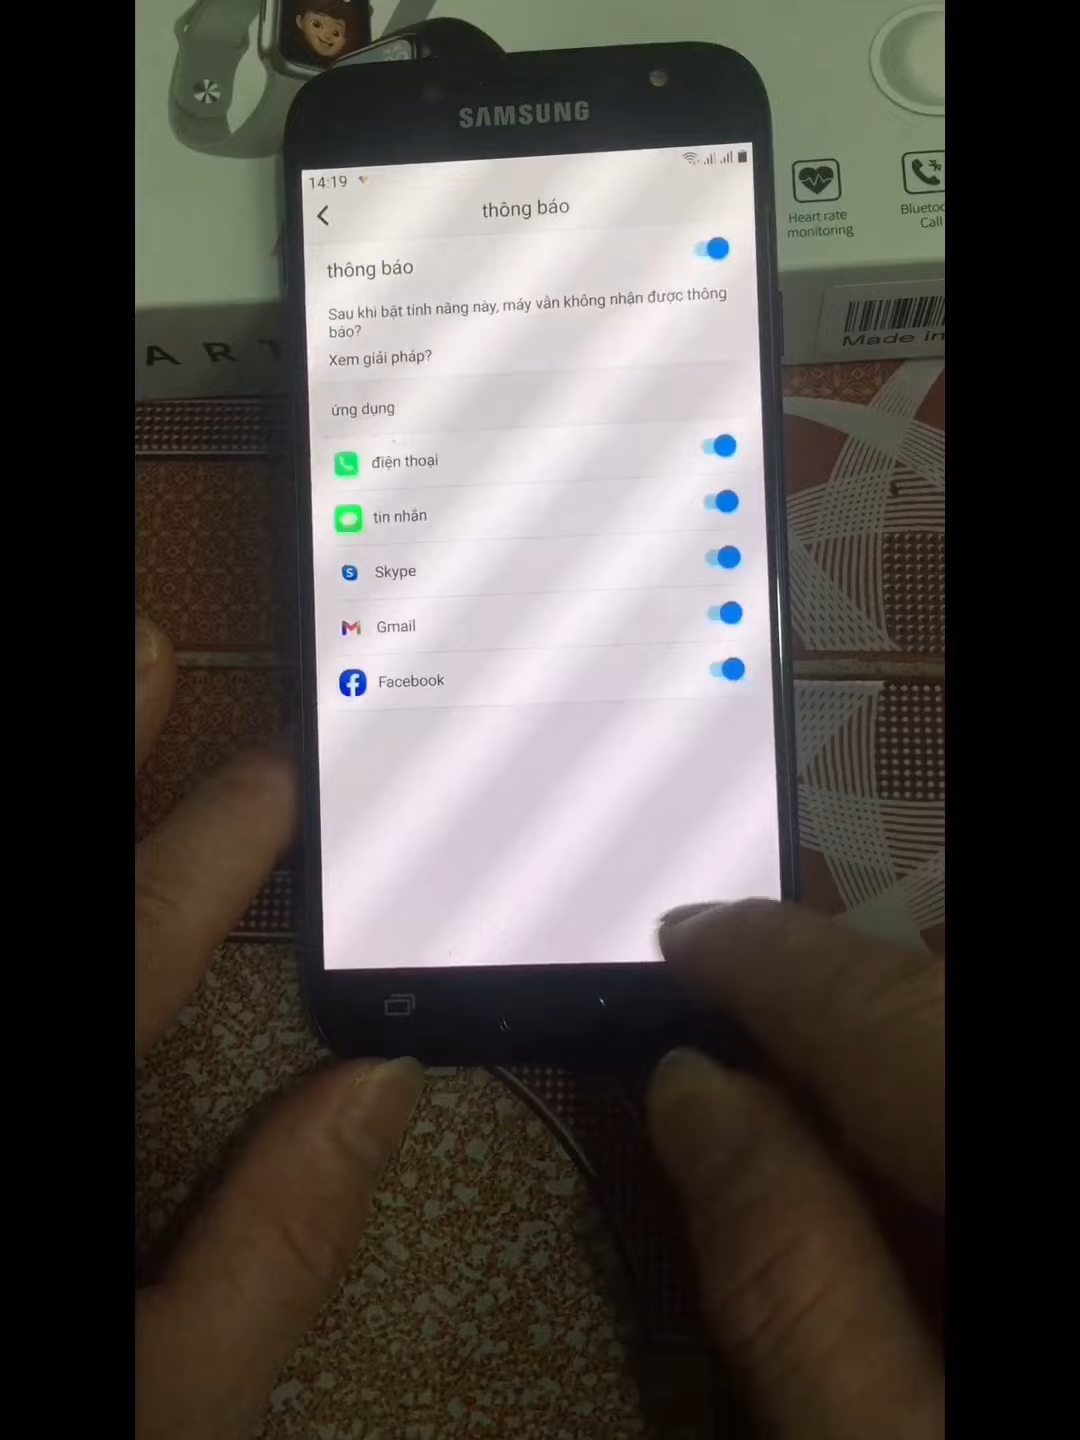 SAMSUNG
14:19
thông báo
thông báo
Sau khi bật tính năng này, máy vẫn không nhận được thông
báo?
Xem giải pháp?
ứng dụng
điện thoại
tin nhắn
Skype
Gmail
Facebook
Heart rate
monitoring
Call
Made in